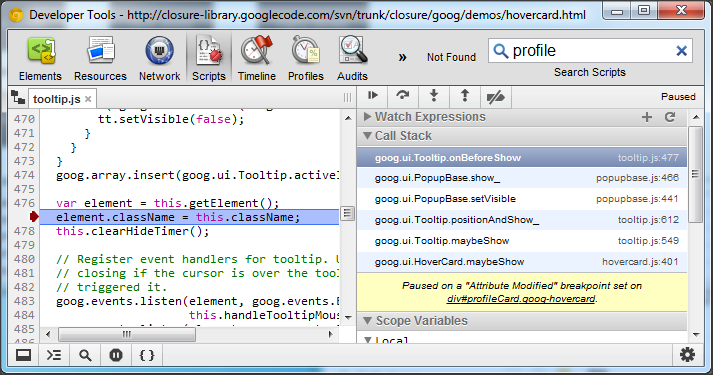 Developer Tools - http://closure-library.googlecode.com/svn/trunk/closure/goog/demos/hovercard.html
Elements Resources Network Scripts Timeline Profiles Audits » Not Found profile
Search Scripts
tooltip.js × Paused
470 tt.setVisible(false);
471 }
472 }
473 }
474 goog.array.insert(goog.ui.Tooltip.activeI
475
476 var element = this.getElement();
element.className = this.className;
478 this.clearHideTimer();
479
480 // Register event handlers for tooltip. U
481 // closing if the cursor is over the tool
482 // triggered it.
483 goog.events.listen(element, goog.events.E
484 this.handleTooltipMous
485
486
Watch Expressions
Call Stack
goog.ui.Tooltip.onBeforeShow tooltip.js:477
goog.ui.PopupBase.show_ popupbase.js:466
goog.ui.PopupBase.setVisible popupbase.js:441
goog.ui.Tooltip.positionAndShow_ tooltip.js:612
goog.ui.Tooltip.maybeShow tooltip.js:549
goog.ui.HoverCard.maybeShow hovercard.js:401
Paused on a "Attribute Modified" breakpoint set on
div#profileCard.goog-hovercard.
Scope Variables
Local